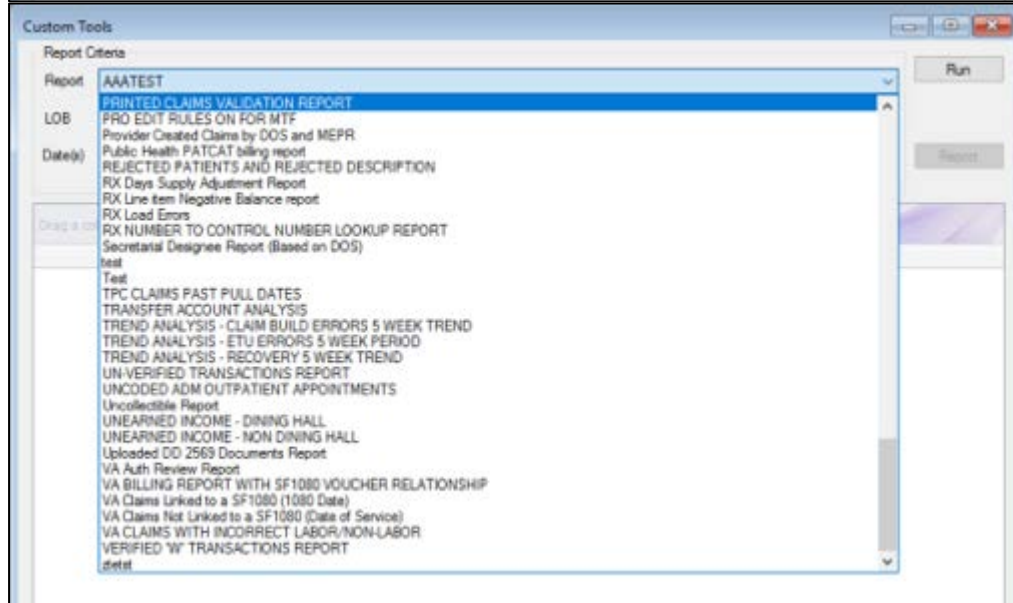 Custom Tools
Report Criteria
Report AAATEST
Run
PRINTED CLAIMS VALIDATION REPORT
LOB PRO EDIT RULES ON FOR MTF
Provider Created Claims by DOS and MEPR
Date(s) Public Health PATCAT billing report
Report
REJECTED PATIENTS AND REJECTED DESCRIPTION
RX Days Supply Adjustment Report
RX Line item Negative Balance report
RX Load Errors
Drag a co RX NUMBER TO CONTROL NUMBER LOOKUP REPORT
Secretarial Designee Report (Based on DOS)
test
Test
TPC CLAIMS PAST PULL DATES
TRANSFER ACCOUNT ANALYSIS
TREND ANALYSIS - CLAIM BUILD ERRORS 5 WEEK TREND
TREND ANALYSIS - ETU ERRORS 5 WEEK PERIOD
TREND ANALYSIS - RECOVERY 5 WEEK TREND
UN-VERIFIED TRANSACTIONS REPORT
UNCODED ADM OUTPATIENT APPOINTMENTS
Uncollectible Report
UNEARNED INCOME - DINING HALL
UNEARNED INCOME - NON DINING HALL
Uploaded DD 2569 Documents Report
VA Auth Review Report
VA BILLING REPORT WITH SF1080 VOUCHER RELATIONSHIP
VA Claims Linked to a SF1080 (1080 Date)
VA Claims Not Linked to a SF1080 (Date of Service)
VA CLAIMS WITH INCORRECT LABOR/NON-LABOR
VERIFIED 'W' TRANSACTIONS REPORT